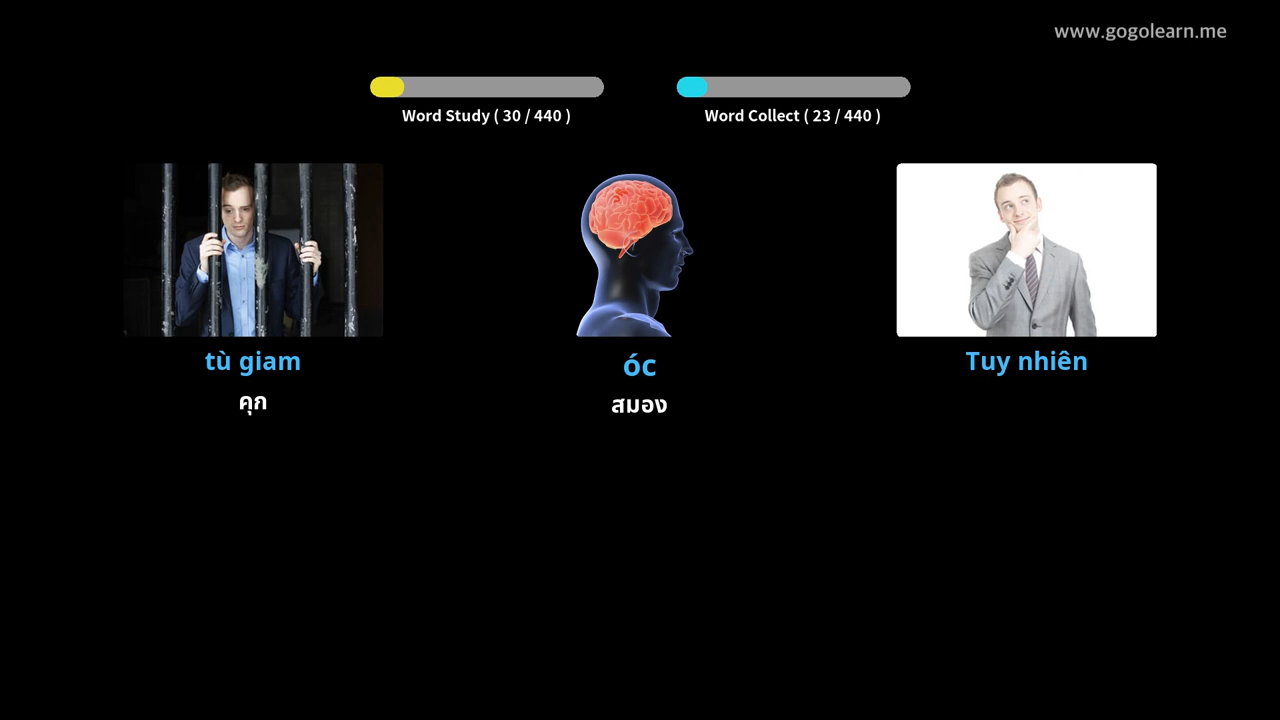 www.gogolearn.me
Word Study ( 30 / 440 )
Word Collect ( 23 / 440 )
tù giam
คุก
óc
สมอง
Tuy nhiên